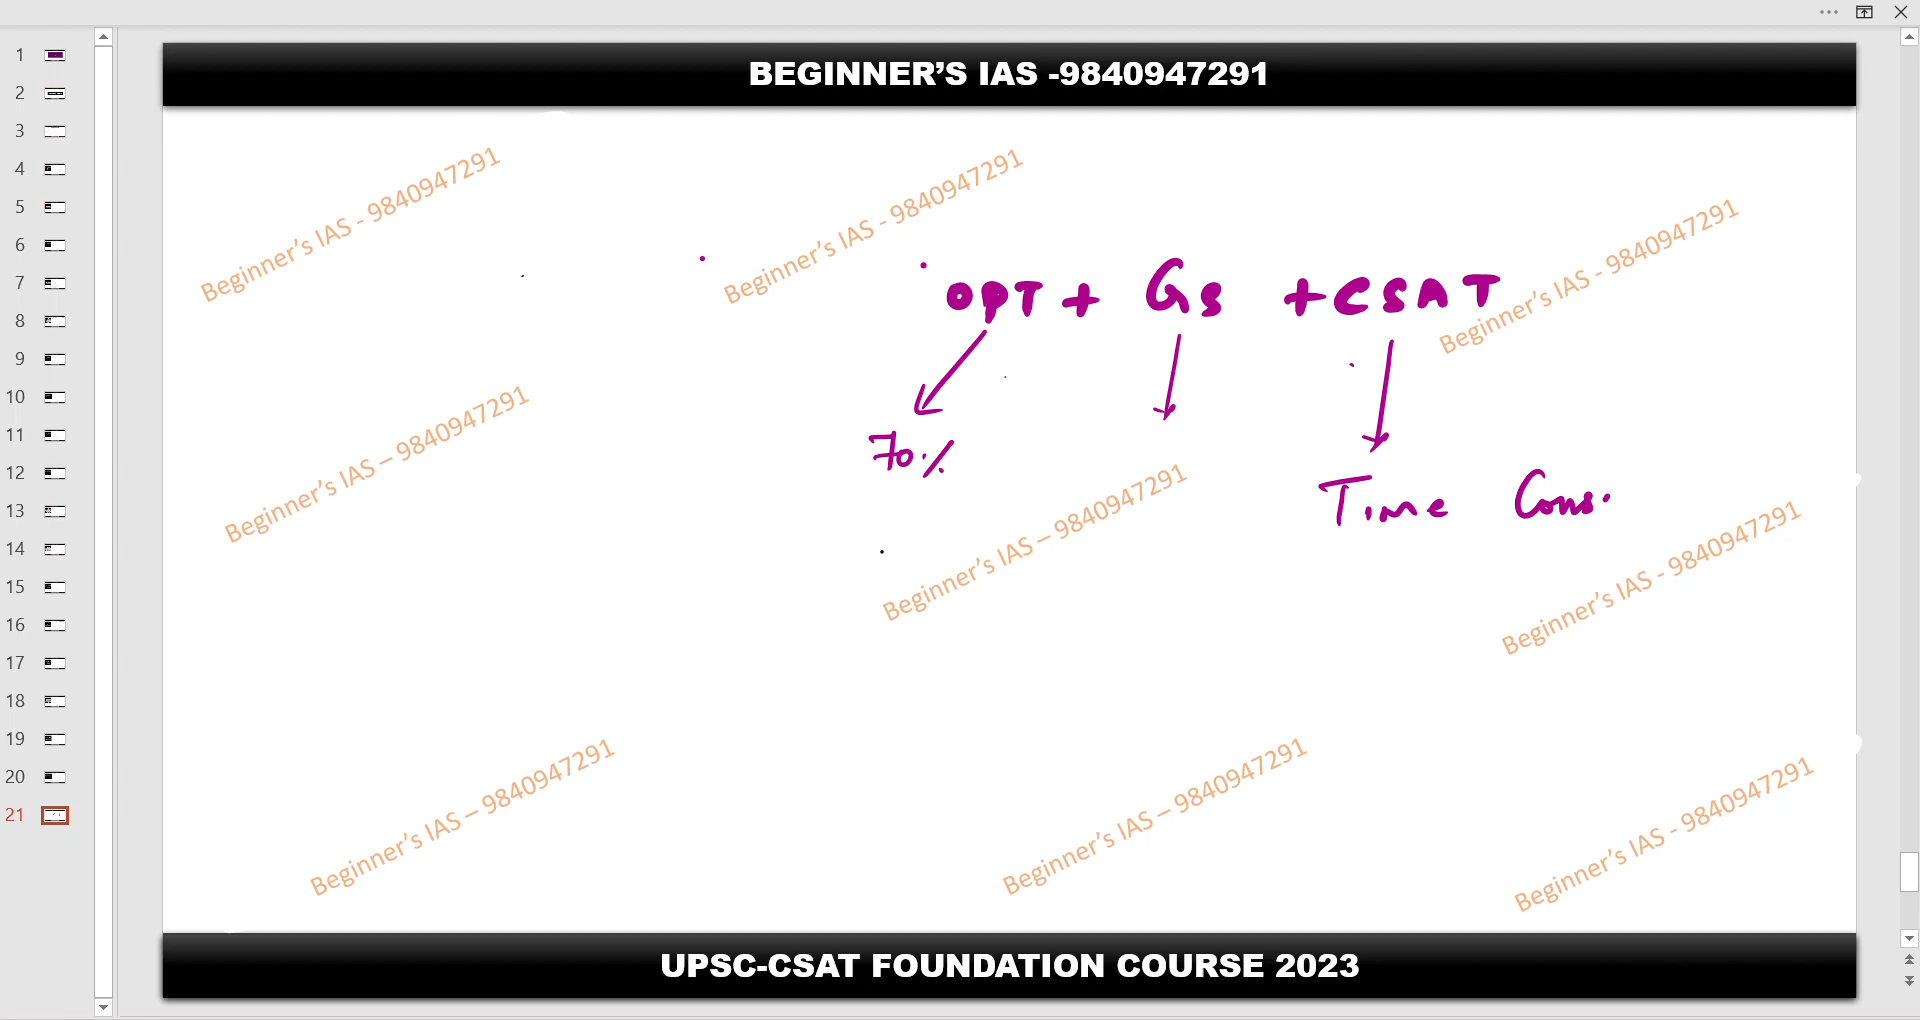 BEGINNER’S IAS -9840947291
Beginner’s IAS - 9840947291
Beginner’s IAS - 9840947291
Beginner’s IAS - 9840947291
OPT + GS + CSAT
70%
Time Cons.
Beginner’s IAS – 9840947291
Beginner’s IAS – 9840947291
Beginner’s IAS - 9840947291
Beginner’s IAS – 9840947291
Beginner’s IAS – 9840947291
Beginner’s IAS - 9840947291
UPSC-CSAT FOUNDATION COURSE 2023
1
2
3
4
5
6
7
8
9
10
11
12
13
14
15
16
17
18
19
20
21